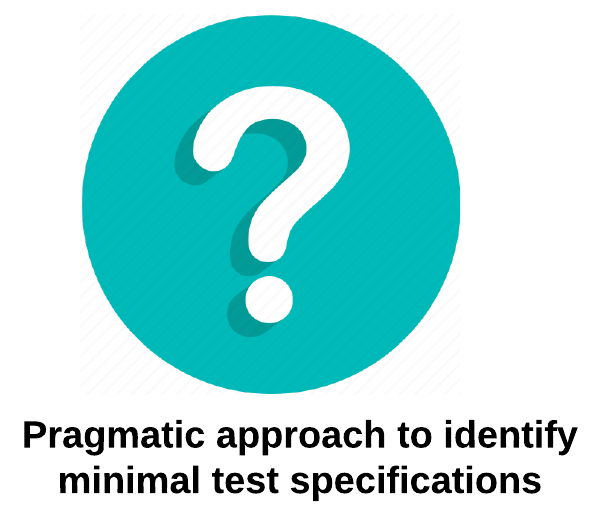 Pragmatic approach to identify
minimal test specifications